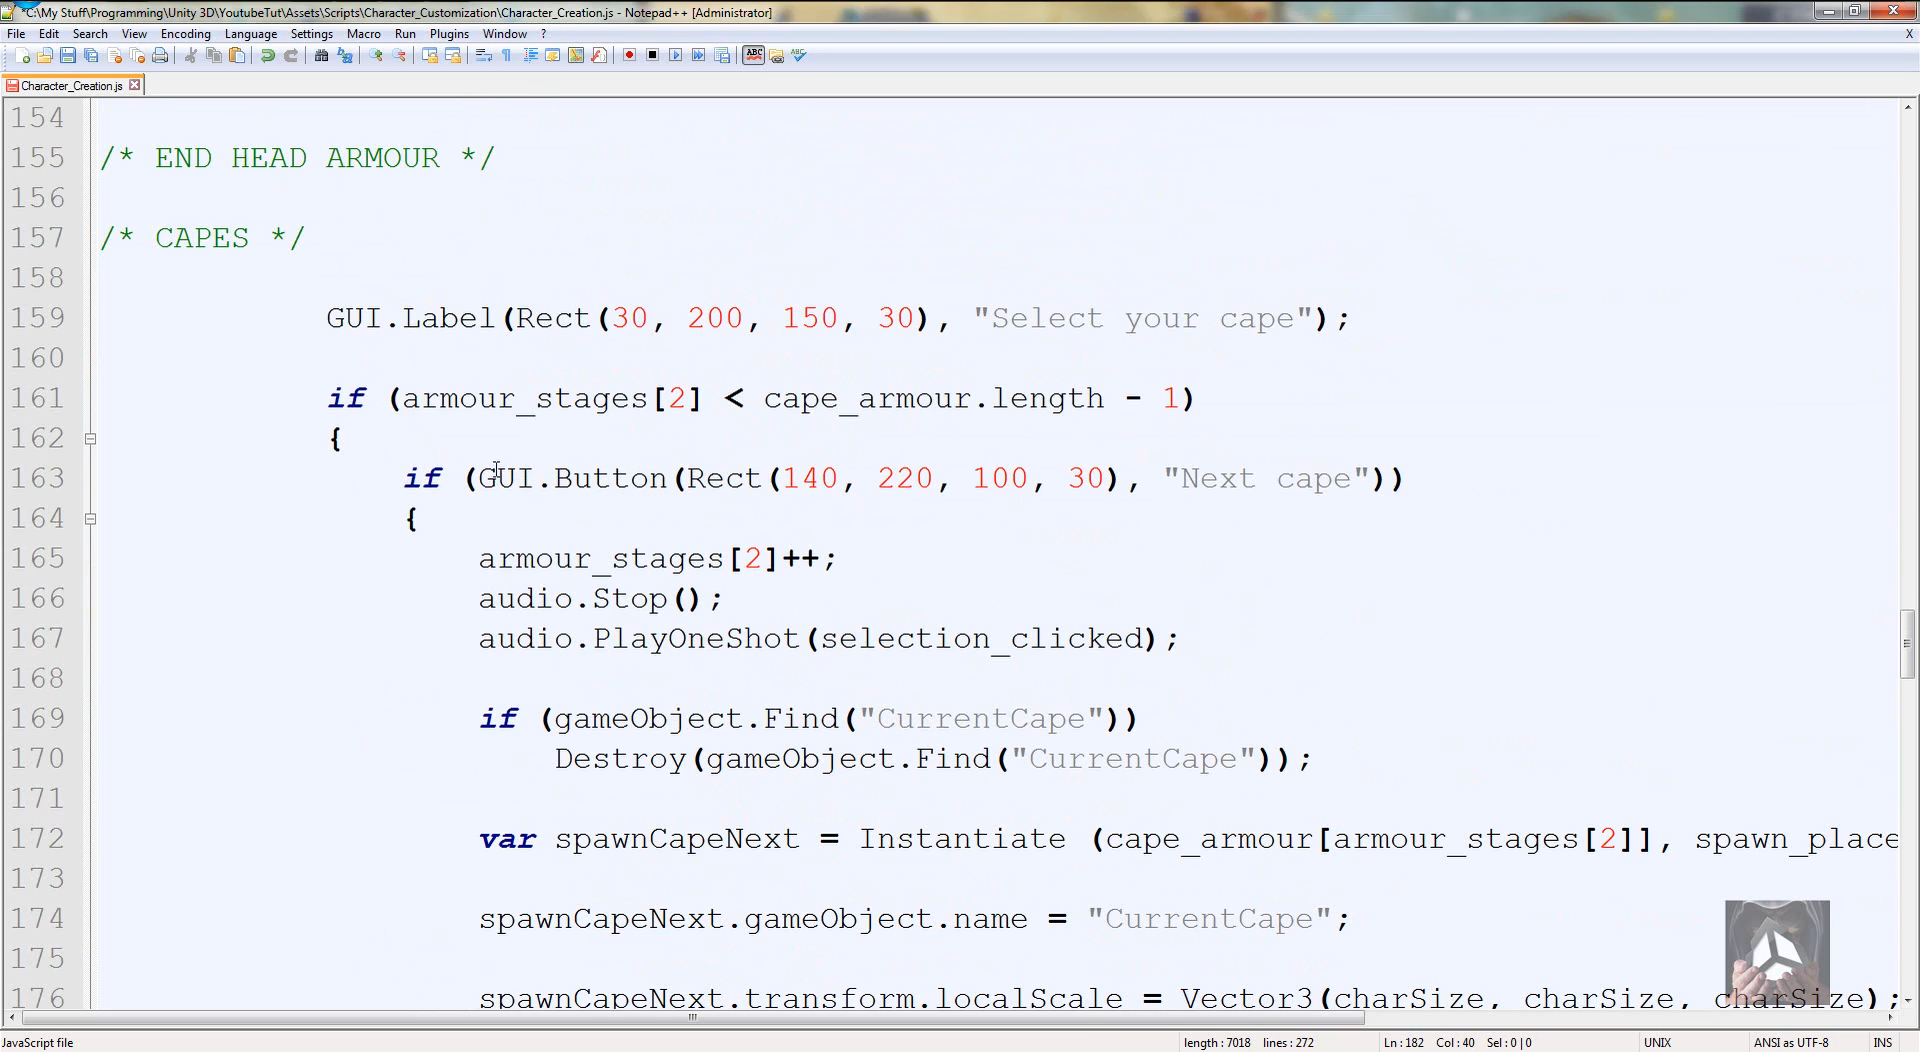 *C:\My Stuff\Programming\Unity 3D\YoutubeTut\Assets\Scripts\Character_Customization\Character_Creation.js - Notepad++ [Administrator]
File Edit Search View Encoding Language Settings Macro Run Plugins Window ? X
Character_Creation.js
154
155 /* END HEAD ARMOUR */
156
157 /* CAPES */
158
159 GUI.Label(Rect(30, 200, 150, 30), "Select your cape");
160
161 if (armour_stages[2] < cape_armour.length - 1)
162 {
163 if (GUI.Button(Rect(140, 220, 100, 30), "Next cape"))
164 {
165 armour_stages[2]++;
166 audio.Stop();
167 audio.PlayOneShot(selection_clicked);
168
169 if (gameObject.Find("CurrentCape"))
170 Destroy(gameObject.Find("CurrentCape"));
171
172 var spawnCapeNext = Instantiate (cape_armour[armour_stages[2]], spawn_place
173
174 spawnCapeNext.gameObject.name = "CurrentCape";
175
176 spawnCapeNext.transform.localScale = Vector3(charSize, charSize, charSize);
JavaScript file length : 7018 lines : 272 Ln : 182 Col : 40 Sel : 0 | 0 UNIX ANSI as UTF-8 INS